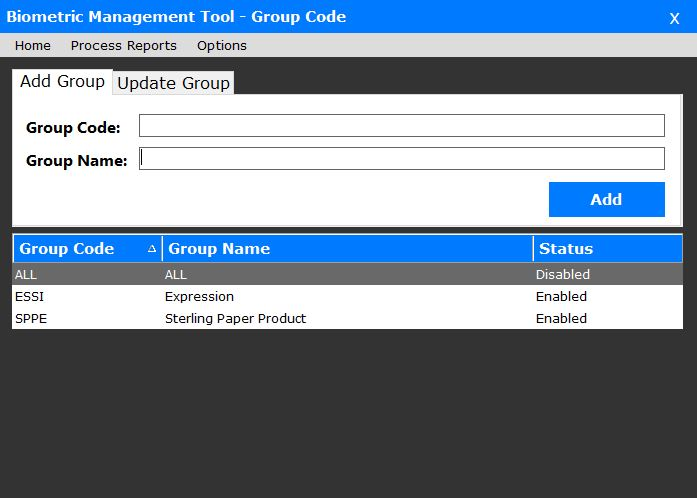 Biometric Management Tool - Group Code X
Home Process Reports Options
Add Group Update Group
Group Code:
Group Name:
Add
Group Code Group Name Status
ALL ALL Disabled
ESSI Expression Enabled
SPPE Sterling Paper Product Enabled